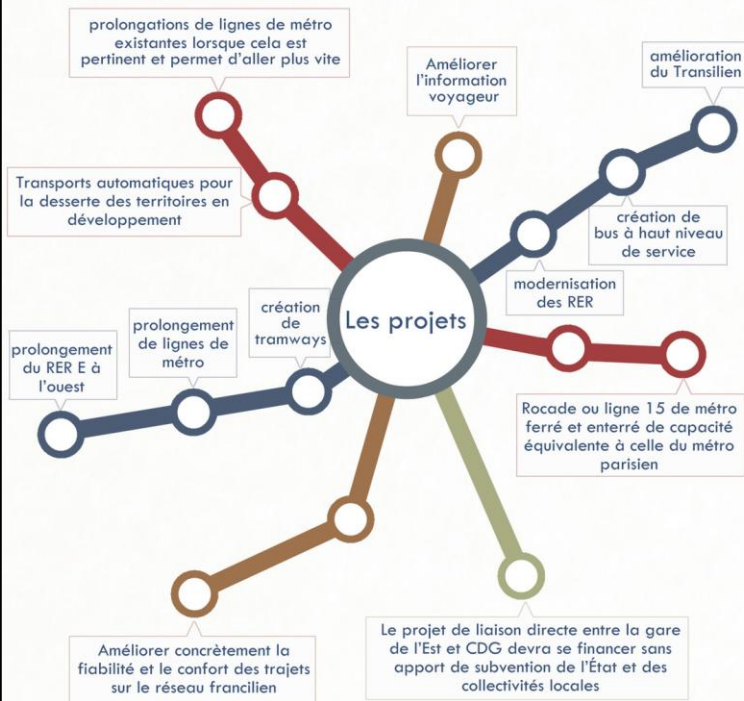 prolongations de lignes de métro
existantes lorsque cela est
pertinent et permet d'aller plus vite
Améliorer
l'information
voyageur
amélioration
du Transilien
Transports automatiques pour
la desserte des territoires en
développement
création de
bus à haut niveau
de service
modernisation
des RER
Les projets
création
de
tramways
prolongement
de lignes de
métro
prolongement
du RER E à
l'ouest
Rocade ou ligne 15 de métro
ferré et enterré de capacité
équivalente à celle du métro
parisien
Améliorer concrètement la
fiabilité et le confort des trajets
sur le réseau francilien
Le projet de liaison directe entre la gare
de l'Est et CDG devra se financer sans
apport de subvention de l'État et des
collectivités locales